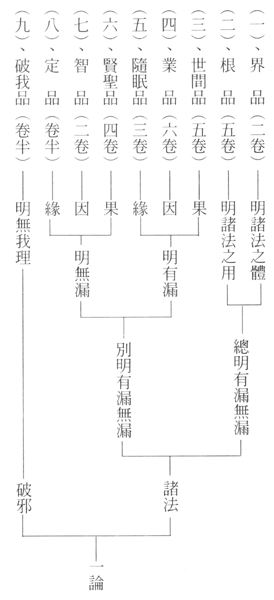 （一）、界　品（二卷）
（二）、根　品（五卷）
（三）、世間品（五卷）
（四）、業　品（六卷）
（五）、隨眠品（三卷）
（六）、賢聖品（四卷）
（七）、智　品（二卷）
（八）、定　品（卷半）
（九）、破我品（卷半）
明諸法之體
明諸法之用
果
因
緣
果
因
緣
明無我理
明有漏
明無漏
總明有漏無漏
別明有漏無漏
諸法
破邪
一論